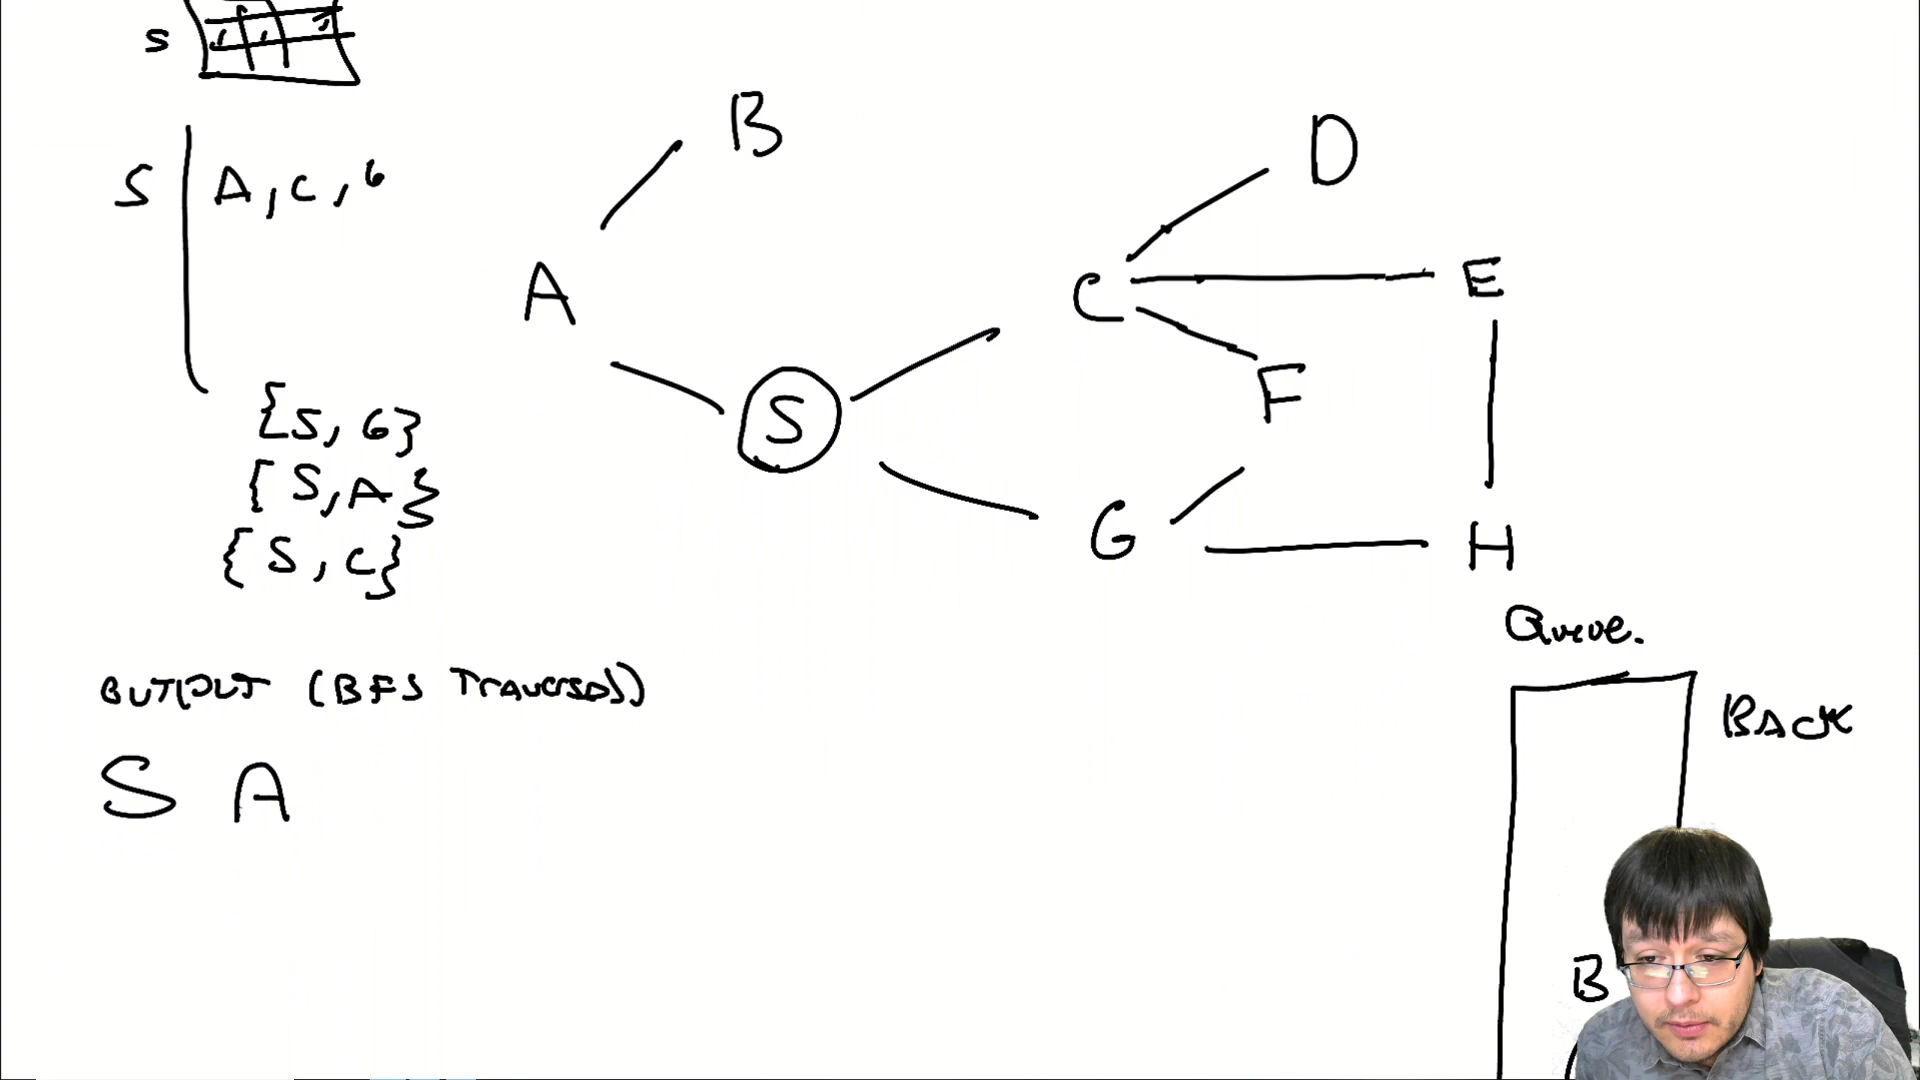 S
S A, C, G
B
D
A
C
E
S
F
{S, G}
{S, A}
{S, C}
G
H
Queue.
OUTPUT (BFS Traversal)
BACK
S A
B